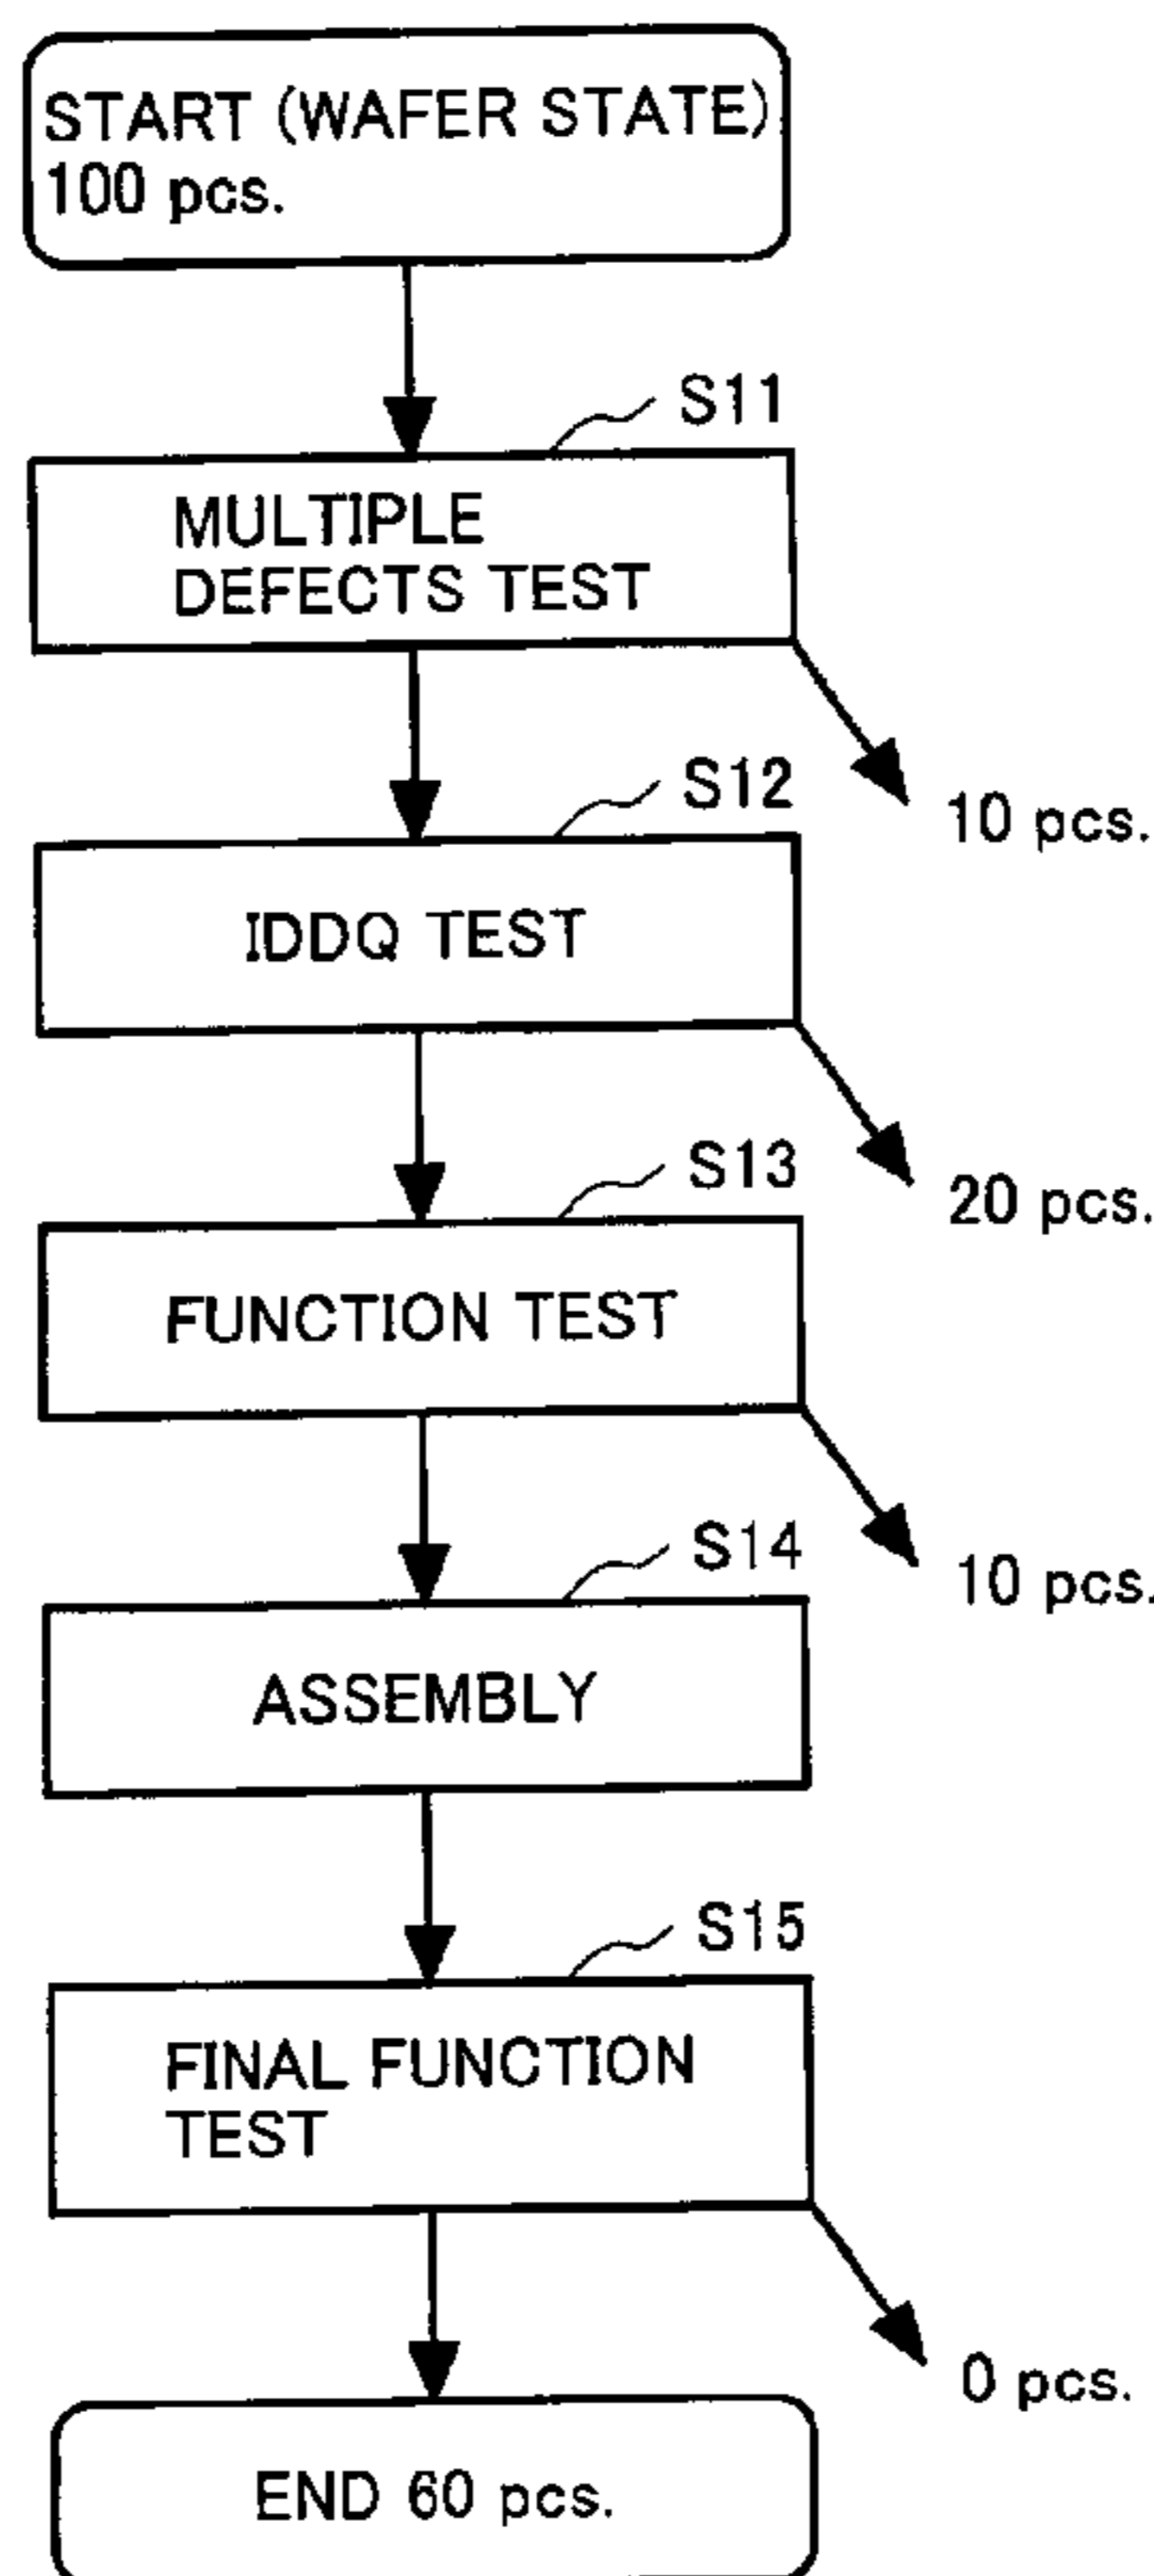 START (WAFER STATE)
100 pcs.
S11
MULTIPLE
DEFECTS TEST
10 pcs.
S12
IDDQ TEST
20 pcs.
S13
FUNCTION TEST
10 pcs.
S14
ASSEMBLY
S15
FINAL FUNCTION
TEST
0 pcs.
END 60 pcs.